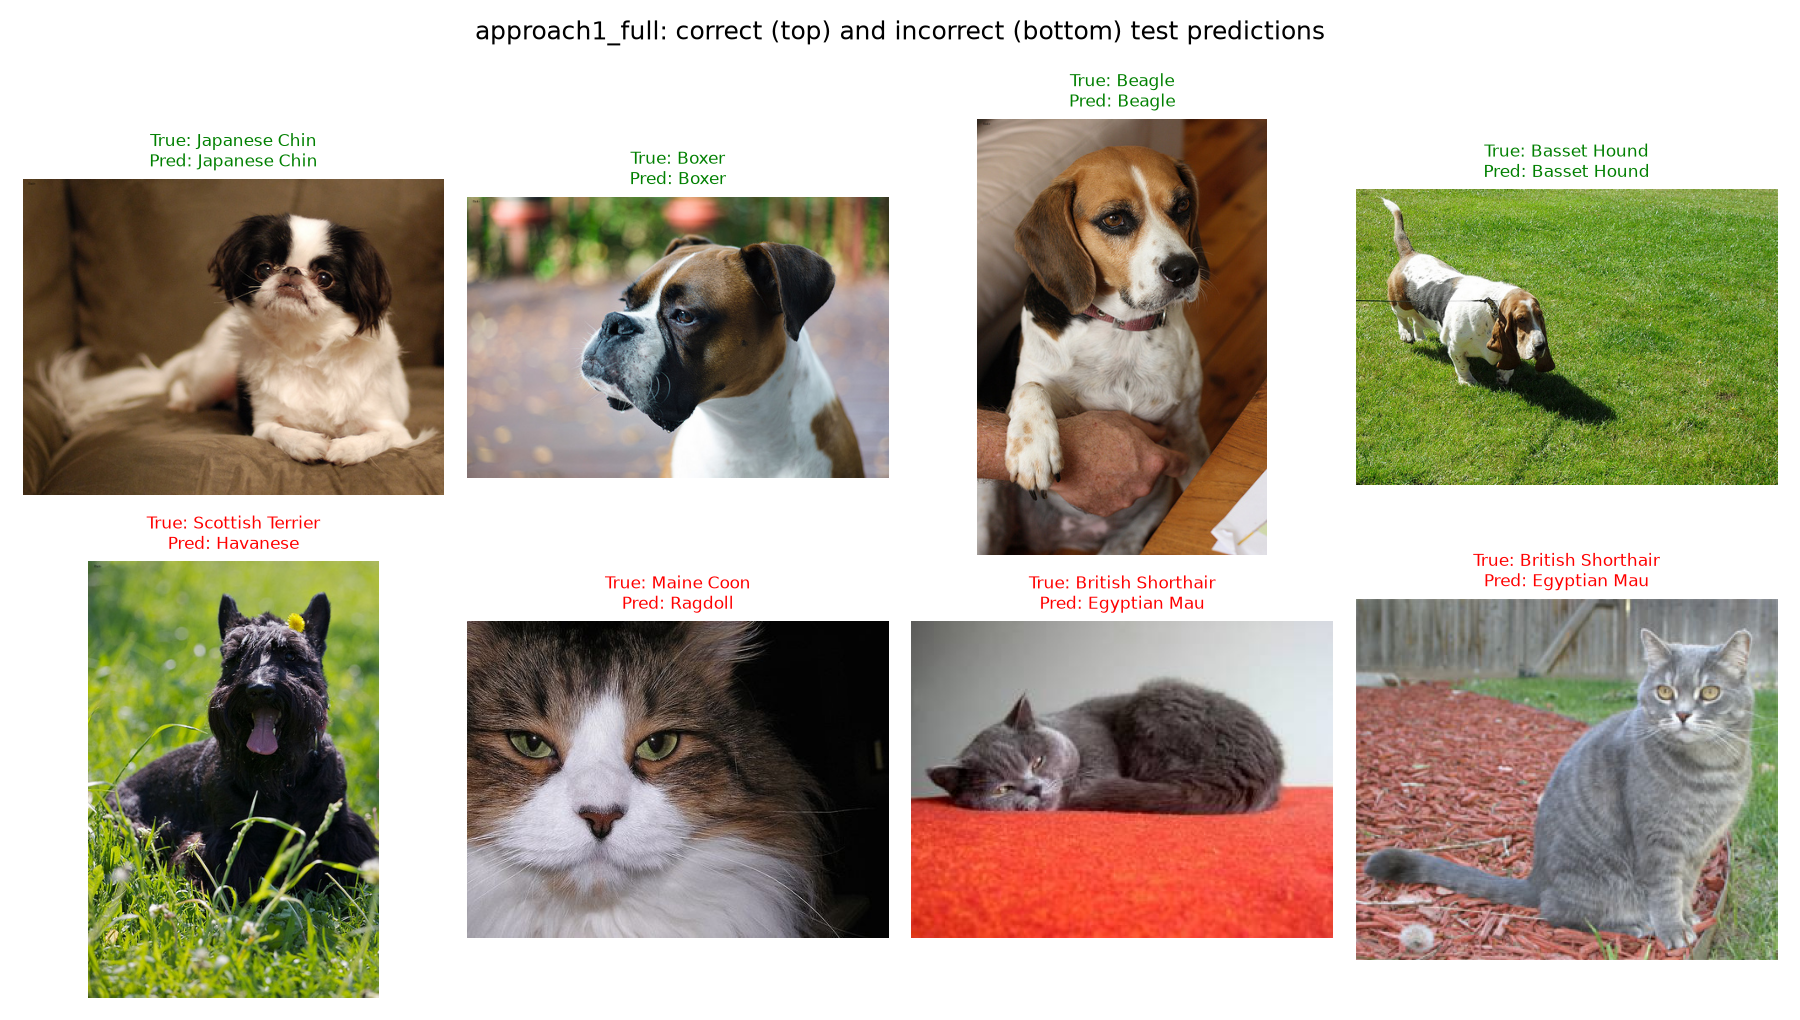 approach1_full: correct (top) and incorrect (bottom) test predictions
True: Japanese Chin
Pred: Japanese Chin
True: Boxer
Pred: Boxer
True: Beagle
Pred: Beagle
True: Basset Hound
Pred: Basset Hound
True: Scottish Terrier
Pred: Havanese
True: Maine Coon
Pred: Ragdoll
True: British Shorthair
Pred: Egyptian Mau
True: British Shorthair
Pred: Egyptian Mau